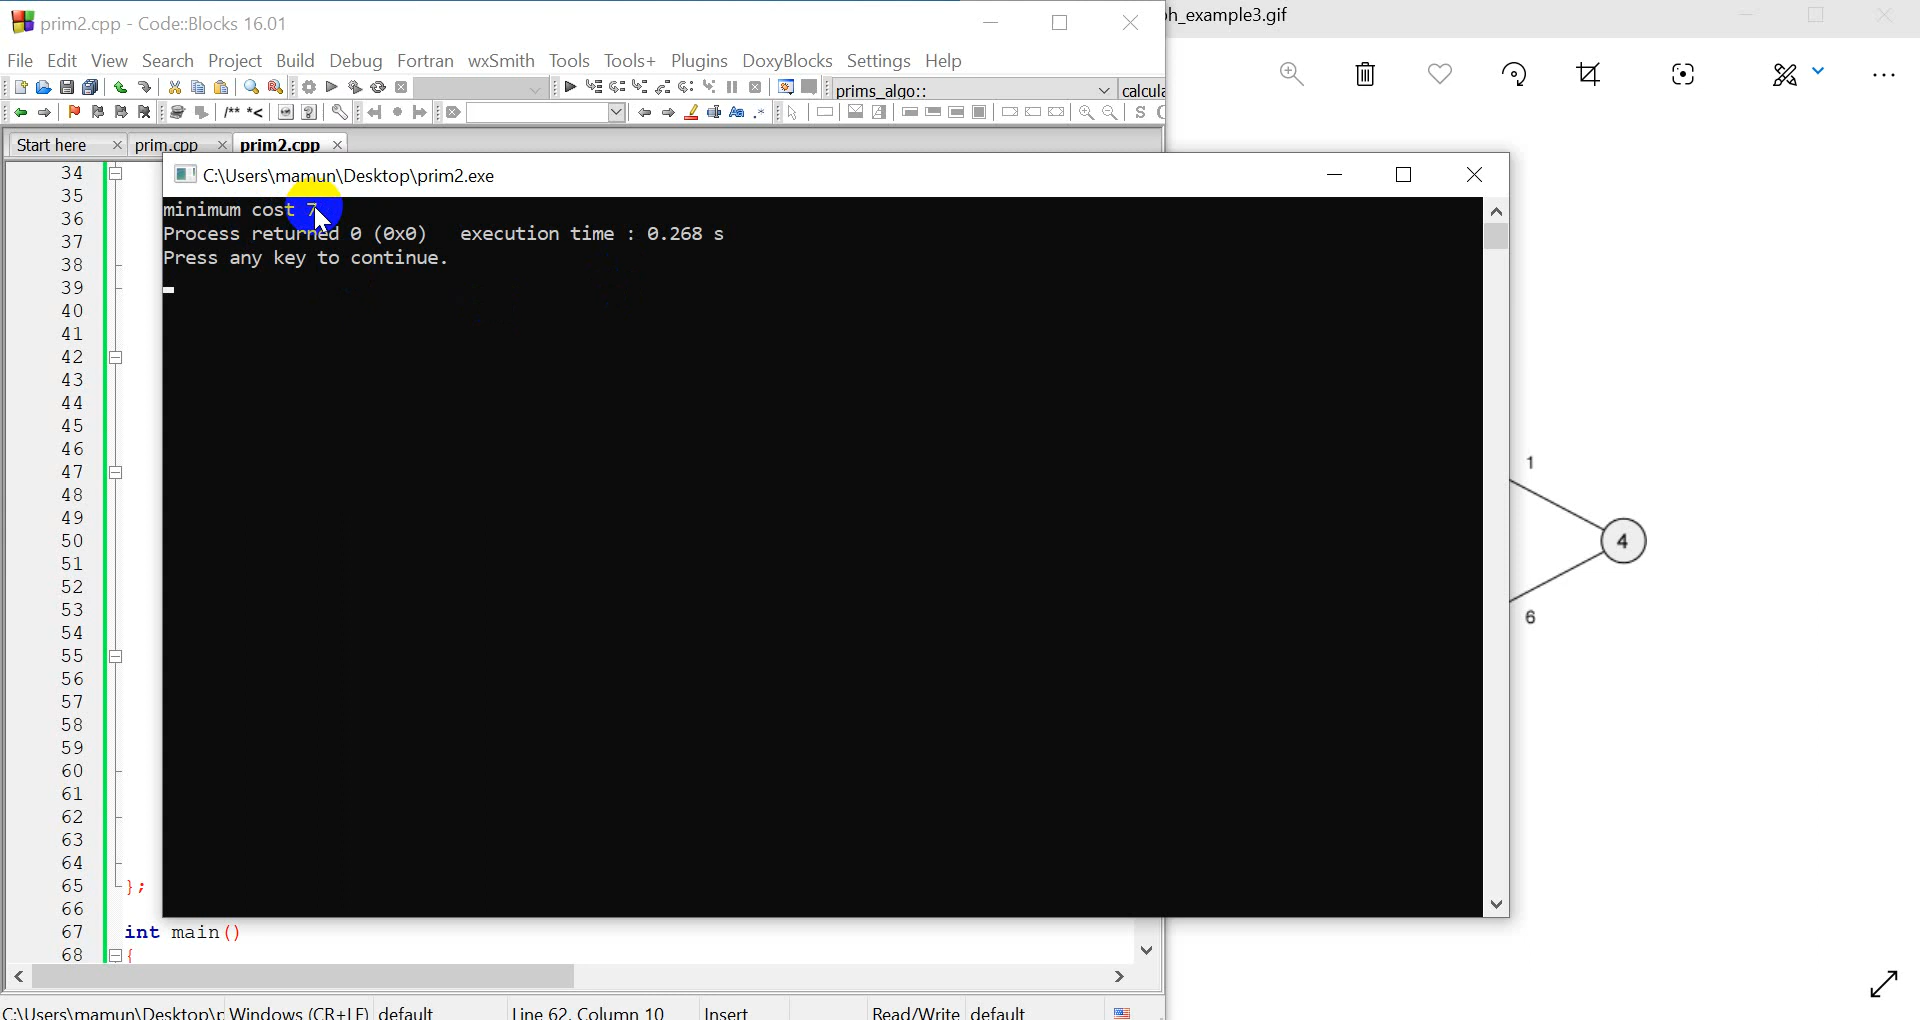 prim2.cpp - Code::Blocks 16.01
h_example3.gif
File Edit View Search Project Build Debug Fortran wxSmith Tools Tools+ Plugins DoxyBlocks Settings Help
prims_algo::
calcula
/** *<
Start here
prim.cpp
prim2.cpp
C:\Users\mamun\Desktop\prim2.exe
minimum cost 7
Process returned 0 (0x0) execution time : 0.268 s
Press any key to continue.
34
35
36
37
38
39
40
41
42
43
44
45
46
47
48
49
50
51
52
53
54
55
56
57
58
59
60
61
62
63
64
65 };
66
67 int main()
68 {
1
4
6
C:\Users\mamun\Desktop\p Windows (CR+LF) default Line 62, Column 10 Insert Read/Write default